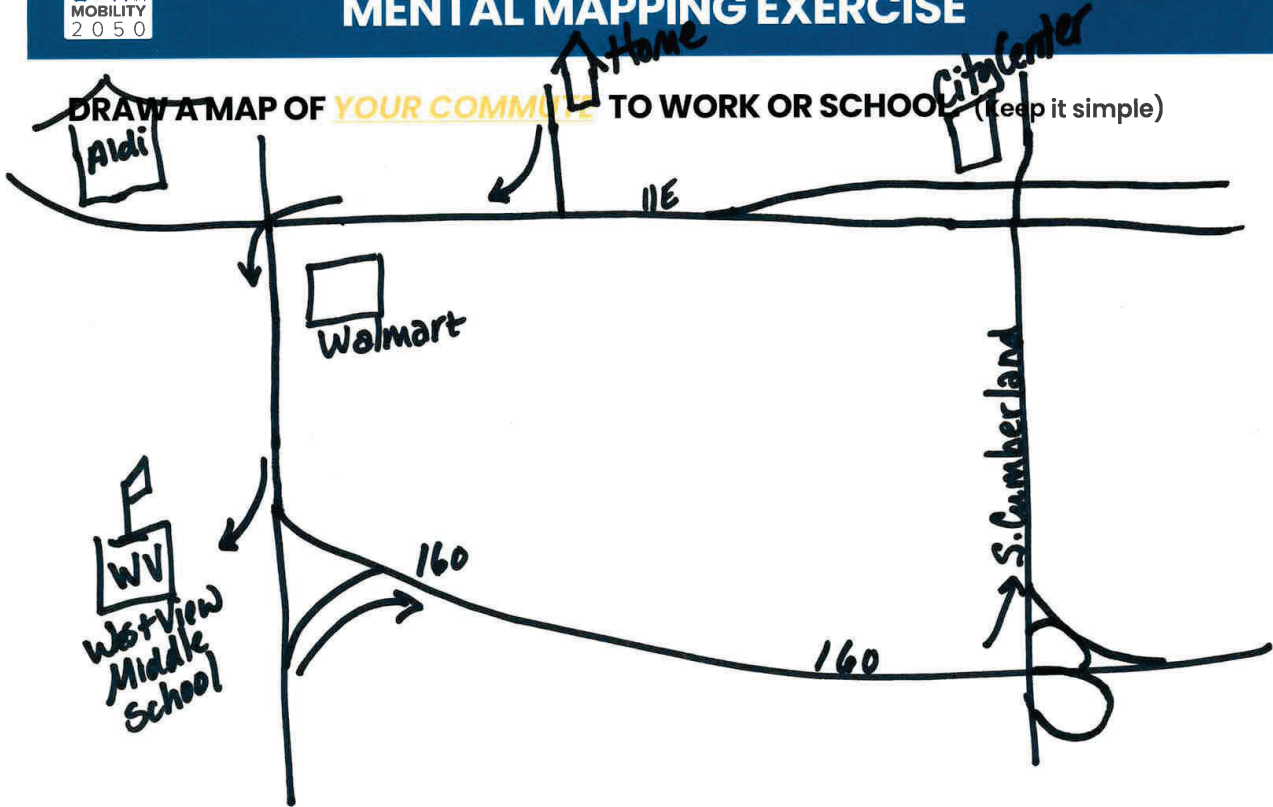 MOBILITY
2050
MENTAL MAPPING EXERCISE
Home
City Center
DRAW A MAP OF YOUR COMMUTE TO WORK OR SCHOOL. (Keep it simple)
Aldi
11E
Walmart
S. Cumberland
160
WV
West View
Middle
School
160